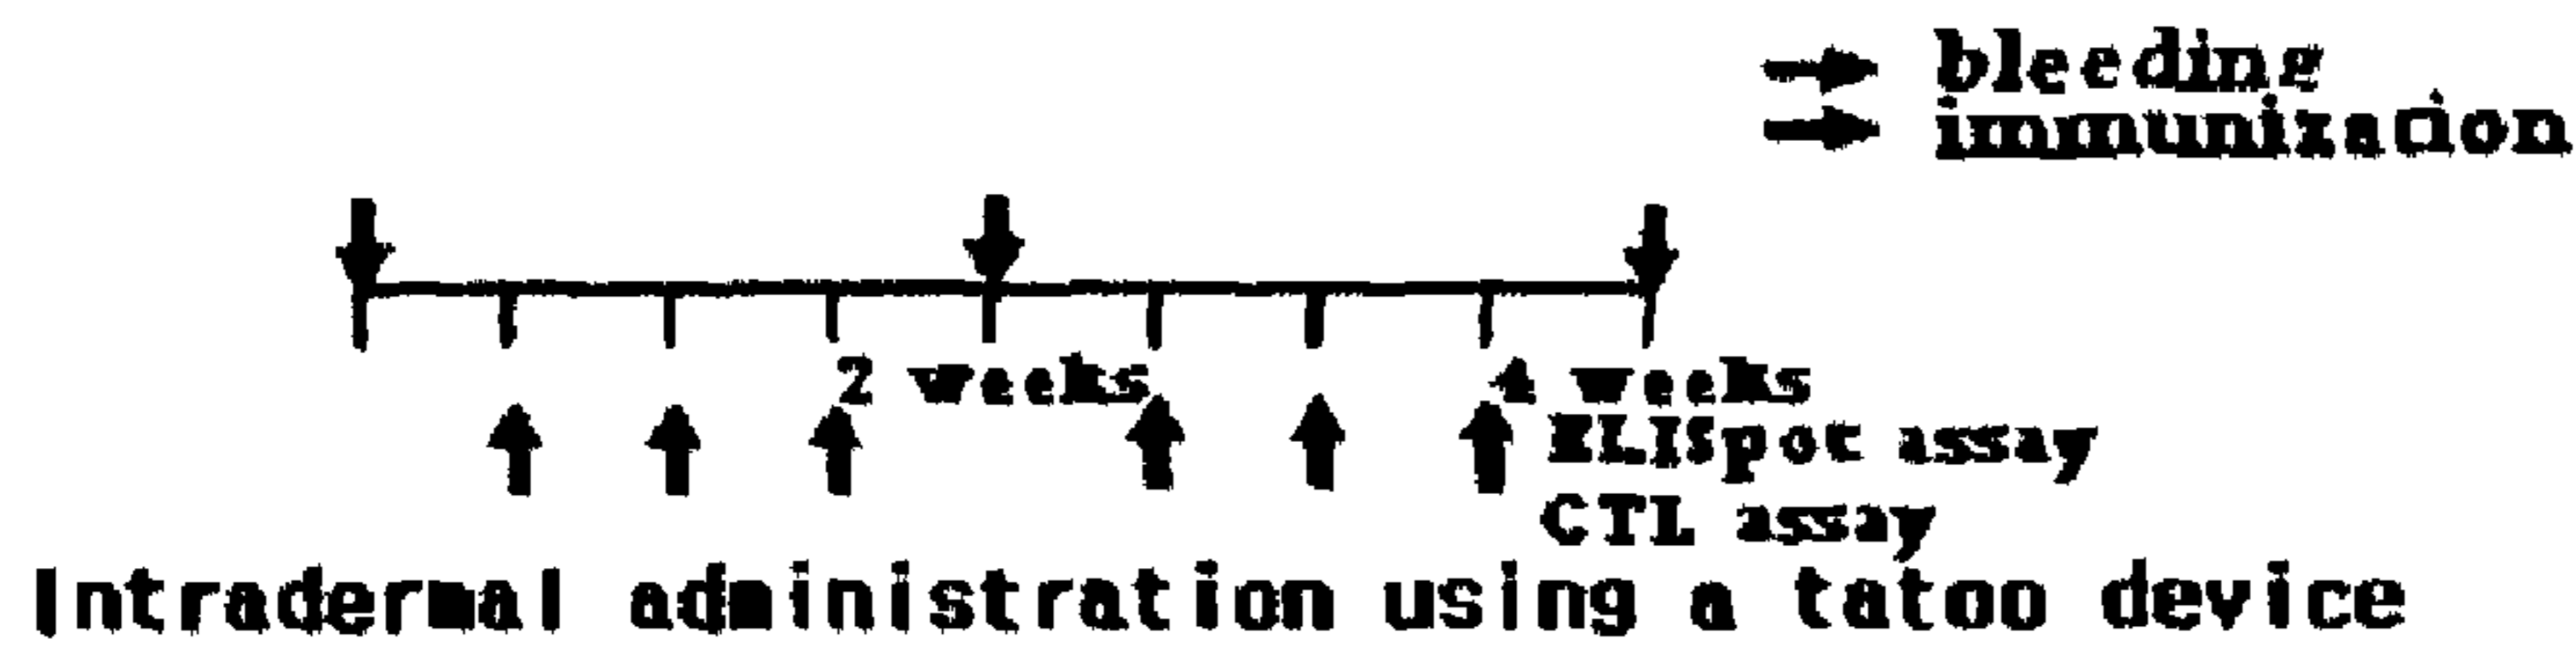 bleeding
immunization
2 weeks
4 weeks
ELISpot assay
CTL assay
Intradermal administration using a tatoo device